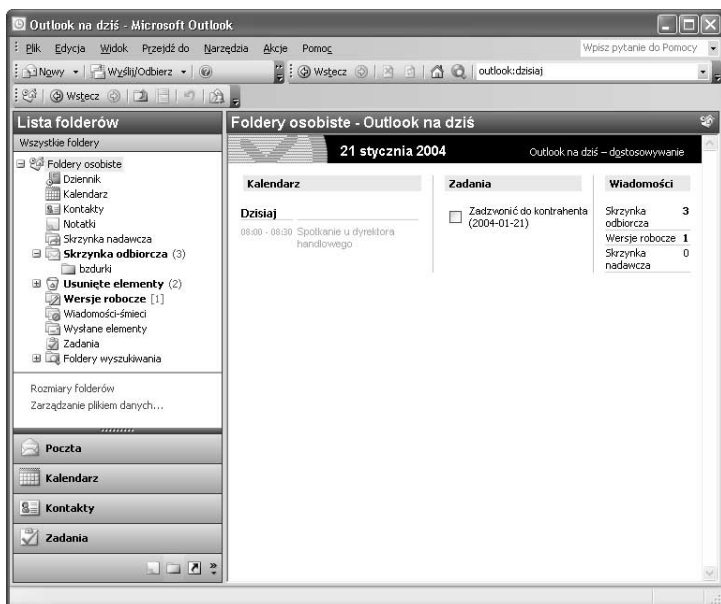 Outlook na dziś - Microsoft Outlook
Plik Edycja Widok Przejdź do Narzędzia Akcje Pomoc Wpisz pytanie do Pomocy
Nowy Wyślij/Odbierz Wstecz outlook:dzisiaj
Wstecz
Lista folderów
Wszystkie foldery
Foldery osobiste
Dziennik
Kalendarz
Kontakty
Notatki
Skrzynka nadawcza
Skrzynka odbiorcza (3)
bzdurki
Usunięte elementy (2)
Wersje robocze [1]
Wiadomości-śmieci
Wysłane elementy
Zadania
Foldery wyszukiwania
Rozmiary folderów
Zarządzanie plikiem danych...
Poczta
Kalendarz
Kontakty
Zadania
Foldery osobiste - Outlook na dziś
21 stycznia 2004 Outlook na dziś – dostosowywanie
Kalendarz
Dzisiaj
08:00 - 08:30 Spotkanie u dyrektora
handlowego
Zadania
Zadzwonić do kontrahenta
(2004-01-21)
Wiadomości
Skrzynka 3
odbiorcza
Wersje robocze 1
Skrzynka 0
nadawcza